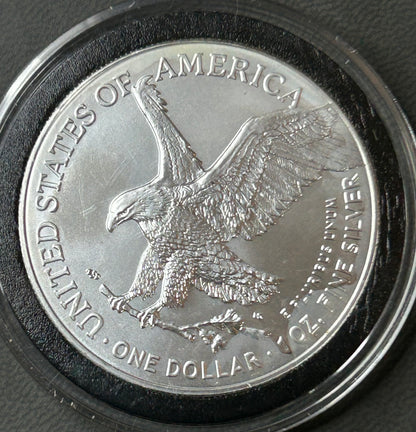 UNITED STATES OF AMERICA
E PLURIBUS UNUM
· ONE DOLLAR · 1 OZ. FINE SILVER